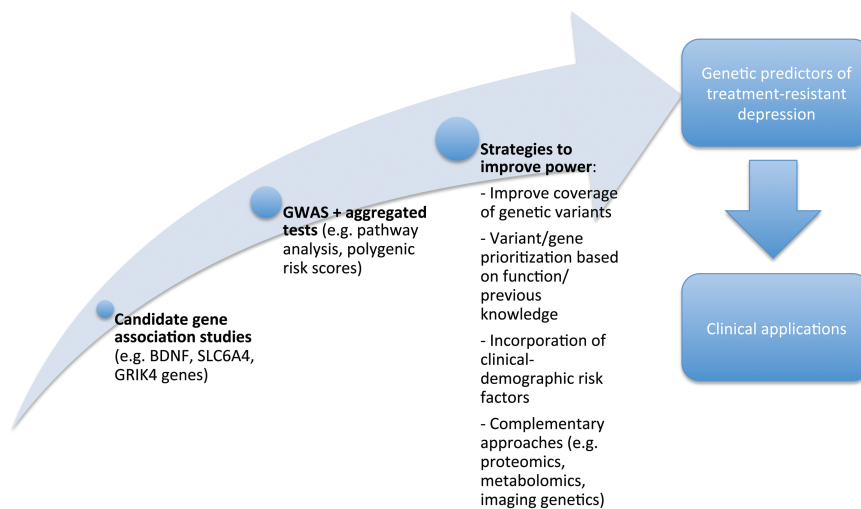 Candidate gene
association studies
(e.g. BDNF, SLC6A4,
GRIK4 genes)
GWAS + aggregated
tests (e.g. pathway
analysis, polygenic
risk scores)
Strategies to
improve power:
- Improve coverage
of genetic variants
- Variant/gene
prioritization based
on function/
previous
knowledge
- Incorporation of
clinical-
demographic risk
factors
- Complementary
approaches (e.g.
proteomics,
metabolomics,
imaging genetics)
Genetic predictors of
treatment-resistant
depression
Clinical applications